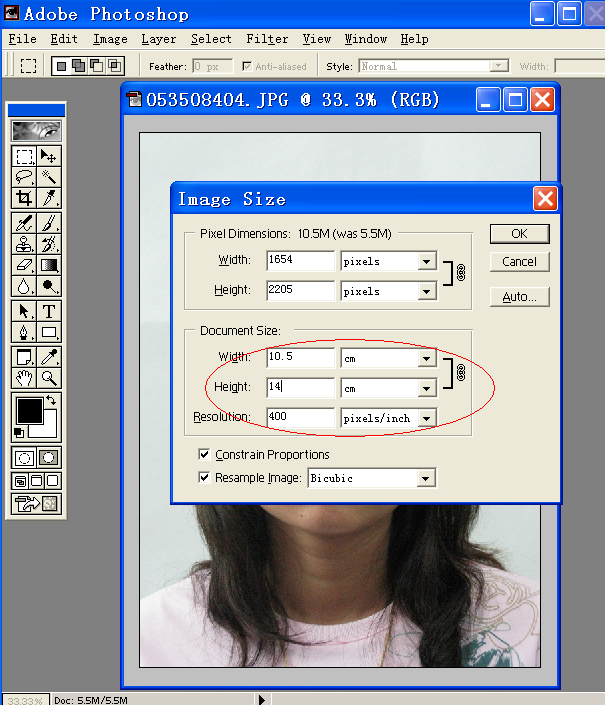 Adobe Photoshop
File Edit Image Layer Select Filter View Window Help
Feather: 0 px Anti-aliased Style: Normal Width:
053508404.JPG @ 33.3% (RGB)
Image Size
Pixel Dimensions: 10.5M (was 5.5M)
Width: 1654 pixels
Height: 2205 pixels
OK
Cancel
Auto...
Document Size:
Width: 10.5 cm
Height: 14 cm
Resolution: 400 pixels/inch
Constrain Proportions
Resample Image: Bicubic
T
33.33% Doc: 5.5M/5.5M